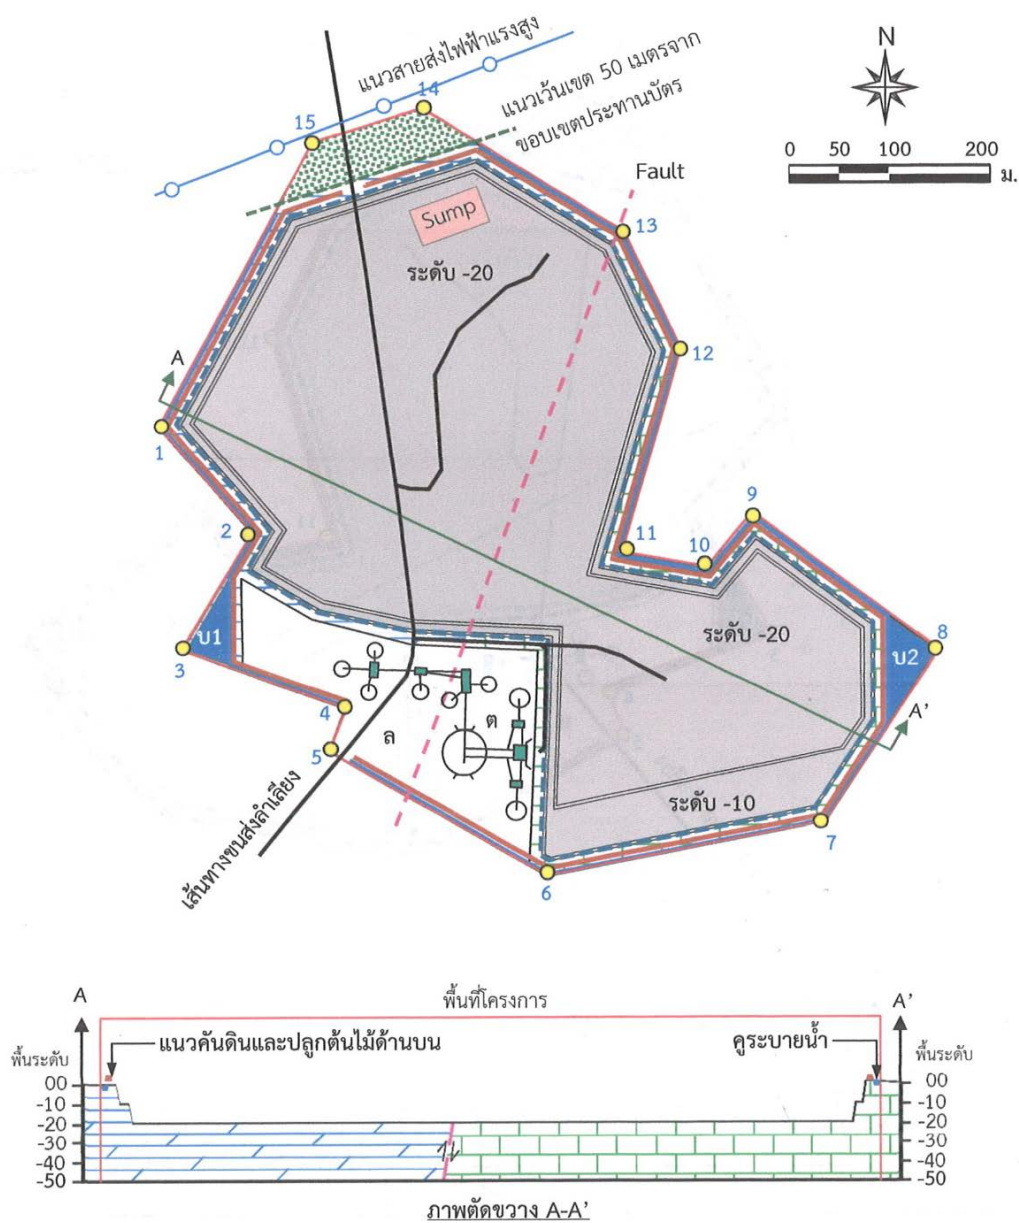 แนวสายส่งไฟฟ้าแรงสูง
แนวเว้นเขต 50 เมตรจาก
ขอบเขตประทานบัตร
N
0 50 100 200
ม.
15
14
Fault
13
Sump
ระดับ -20
12
A
1
2
11
10
9
8
ระดับ -20
บ1
บ2
3
4
ล
ต
A'
5
ระดับ -10
7
เส้นทางขนส่งลำเลียง
6
A
พื้นที่โครงการ
A'
แนวคันดินและปลูกต้นไม้ด้านบน
คูระบายน้ำ
พื้นระดับ
พื้นระดับ
00
00
-10
-10
-20
-20
-30
-30
-40
-40
-50
-50
ภาพตัดขวาง A-A'